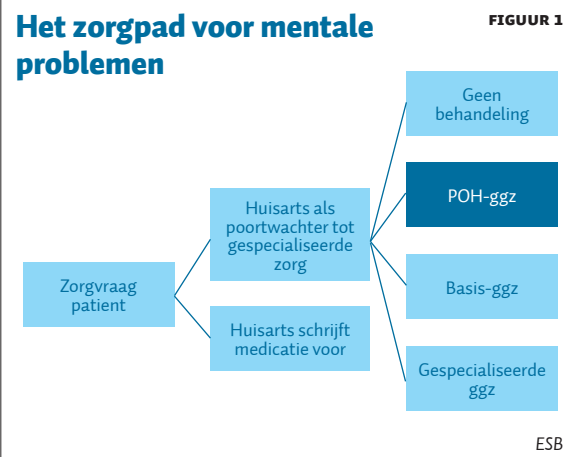 Het zorgpad voor mentale
problemen
FIGUUR 1
Geen
behandeling
POH-ggz
Huisarts als
poortwachter tot
gespecialiseerde
zorg
Zorgvraag
patient
Basis-ggz
Huisarts schrijft
medicatie voor
Gespecialiseerde
ggz
ESB